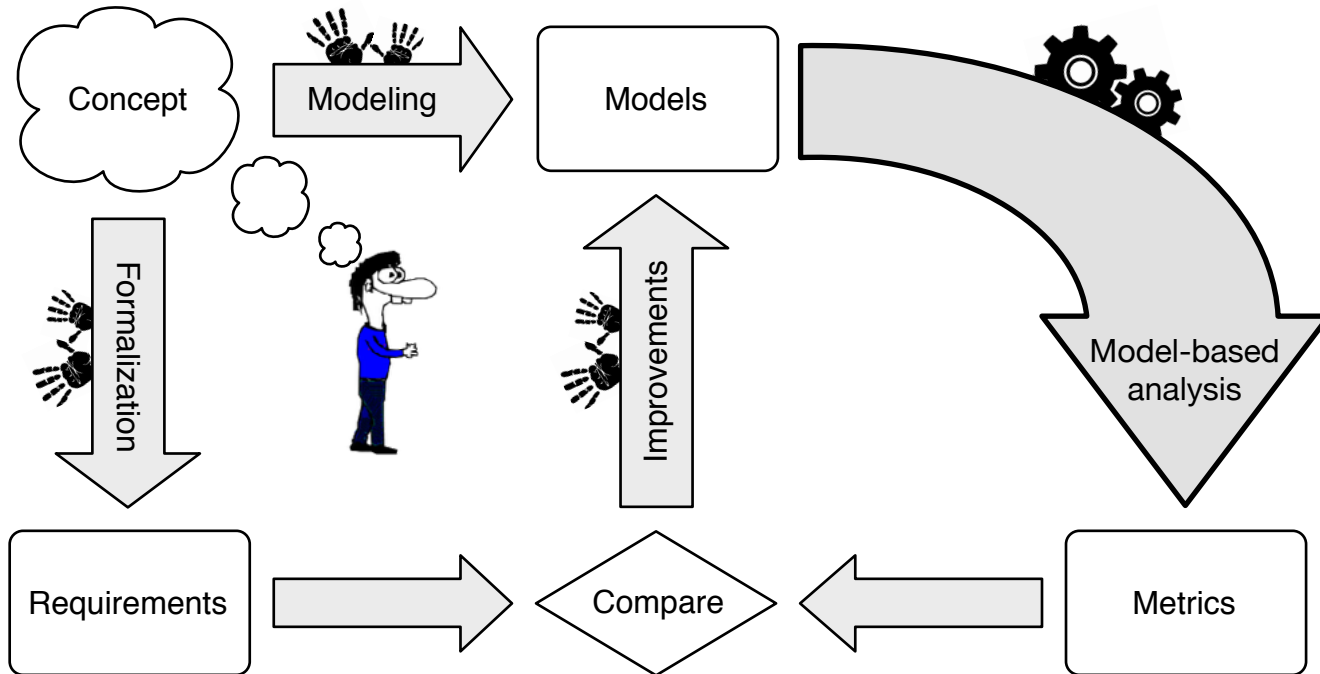 Concept
Modeling
Models
Formalization
Improvements
Model-based
analysis
Requirements
Compare
Metrics